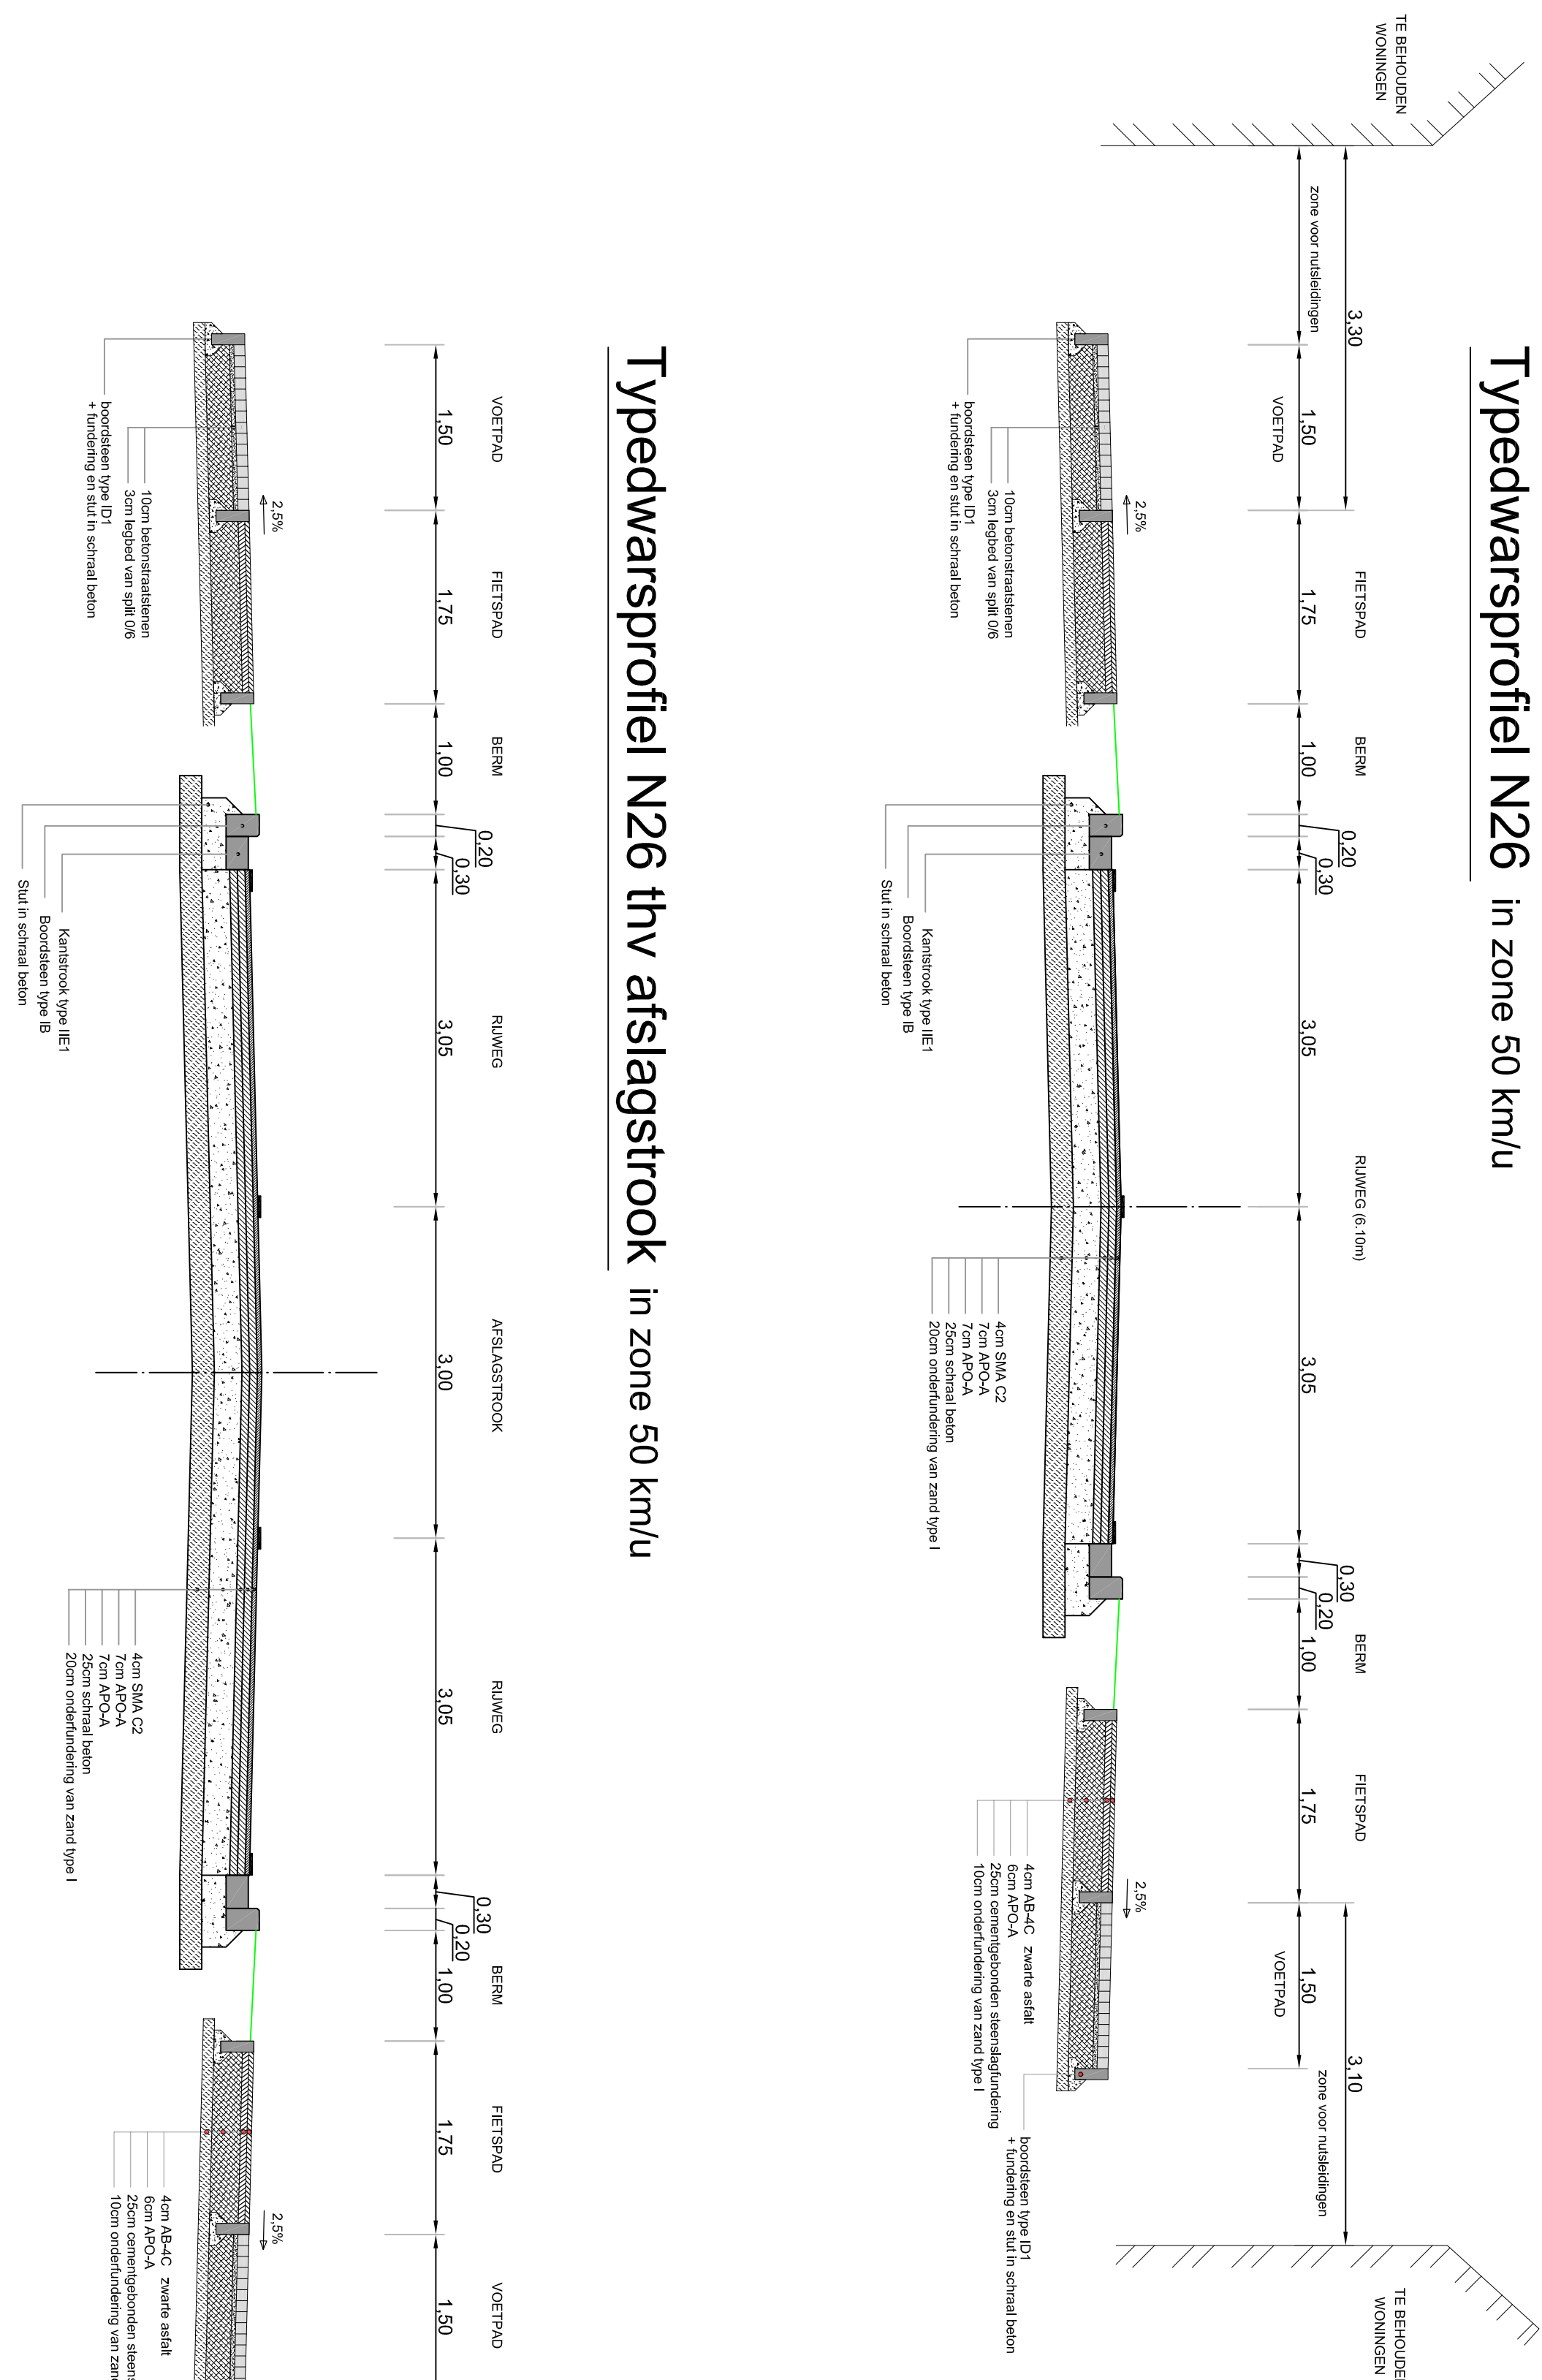 Typedwarsprofiel N26 in zone 50 km/u
TE BEHOUDEN
WONINGEN
3,30
zone voor nutsleidingen
1,50
VOETPAD
FIETSPAD
1,75
BERM
1,00
0,20
0,30
3,05
RIJWEG (6.10m)
3,05
0,30
0,20
BERM
1,00
FIETSPAD
1,75
1,50
VOETPAD
3,10
zone voor nutsleidingen
TE BEHOUDE
WONINGEN
2,5%
2,5%
10cm betonstraatstenen
3cm legbed van split 0/6
boordsteen type ID1
+ fundering en stut in schraal beton
Kantstrook type IIE1
Boordsteen type IB
Stut in schraal beton
4cm SMA C2
7cm APO-A
7cm APO-A
25cm schraal beton
20cm onderfundering van zand type I
4cm AB-4C zwarte asfalt
6cm APO-A
25cm cementgebonden steenslagfundering
10cm onderfundering van zand type I
boordsteen type ID1
+ fundering en stut in schraal beton
Typedwarsprofiel N26 thv afslagstrook in zone 50 km/u
VOETPAD
FIETSPAD
BERM
RIJWEG
AFSLAGSTROOK
RIJWEG
BERM
FIETSPAD
VOETPAD
1,50
1,75
1,00
0,20
0,30
3,05
3,00
3,05
0,30
0,20
1,00
1,75
1,50
2,5%
2,5%
10cm betonstraatstenen
3cm legbed van split 0/6
boordsteen type ID1
+ fundering en stut in schraal beton
Kantstrook type IIE1
Boordsteen type IB
Stut in schraal beton
4cm SMA C2
7cm APO-A
7cm APO-A
25cm schraal beton
20cm onderfundering van zand type I
4cm AB-4C zwarte asfalt
6cm APO-A
25cm cementgebonden steens
10cm onderfundering van zan